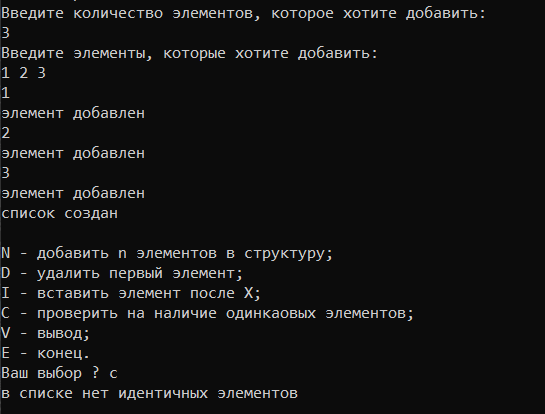 Введите количество элементов, которое хотите добавить:
3
Введите элементы, которые хотите добавить:
1 2 3
1
элемент добавлен
2
элемент добавлен
3
элемент добавлен
список создан
N - добавить n элементов в структуру;
D - удалить первый элемент;
I - вставить элемент после X;
C - проверить на наличие одинкаовых элементов;
V - вывод;
E - конец.
Ваш выбор ? c
в списке нет идентичных элементов